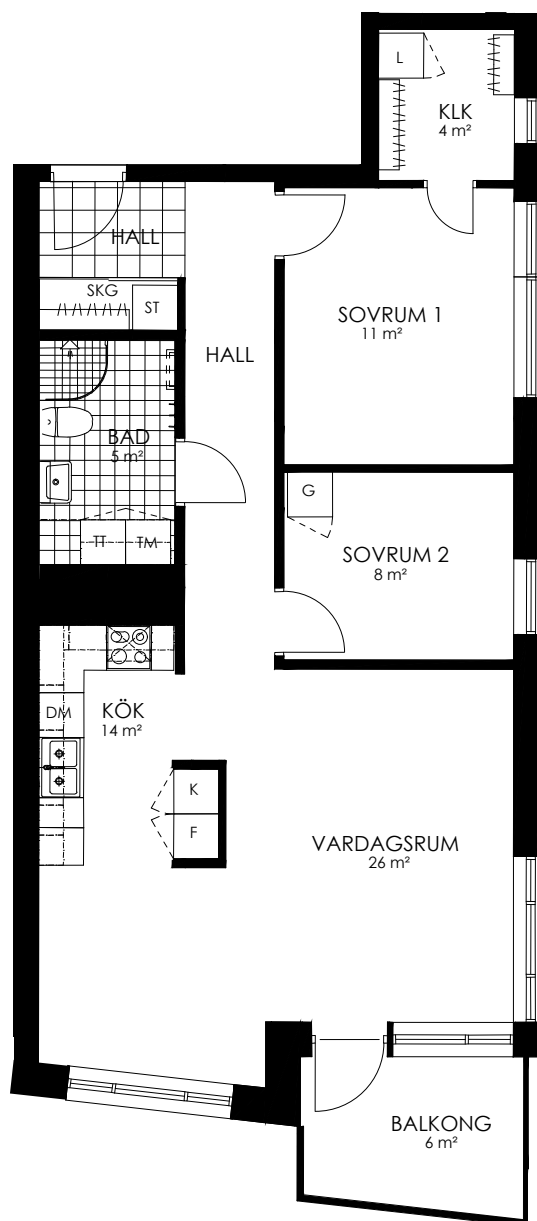 L
KLK
4 m²
HALL
SKG
ST
SOVRUM 1
11 m²
HALL
BAD
5 m²
G
TT
TM
SOVRUM 2
8 m²
DM
KÖK
14 m²
K
F
VARDAGSRUM
26 m²
BALKONG
6 m²